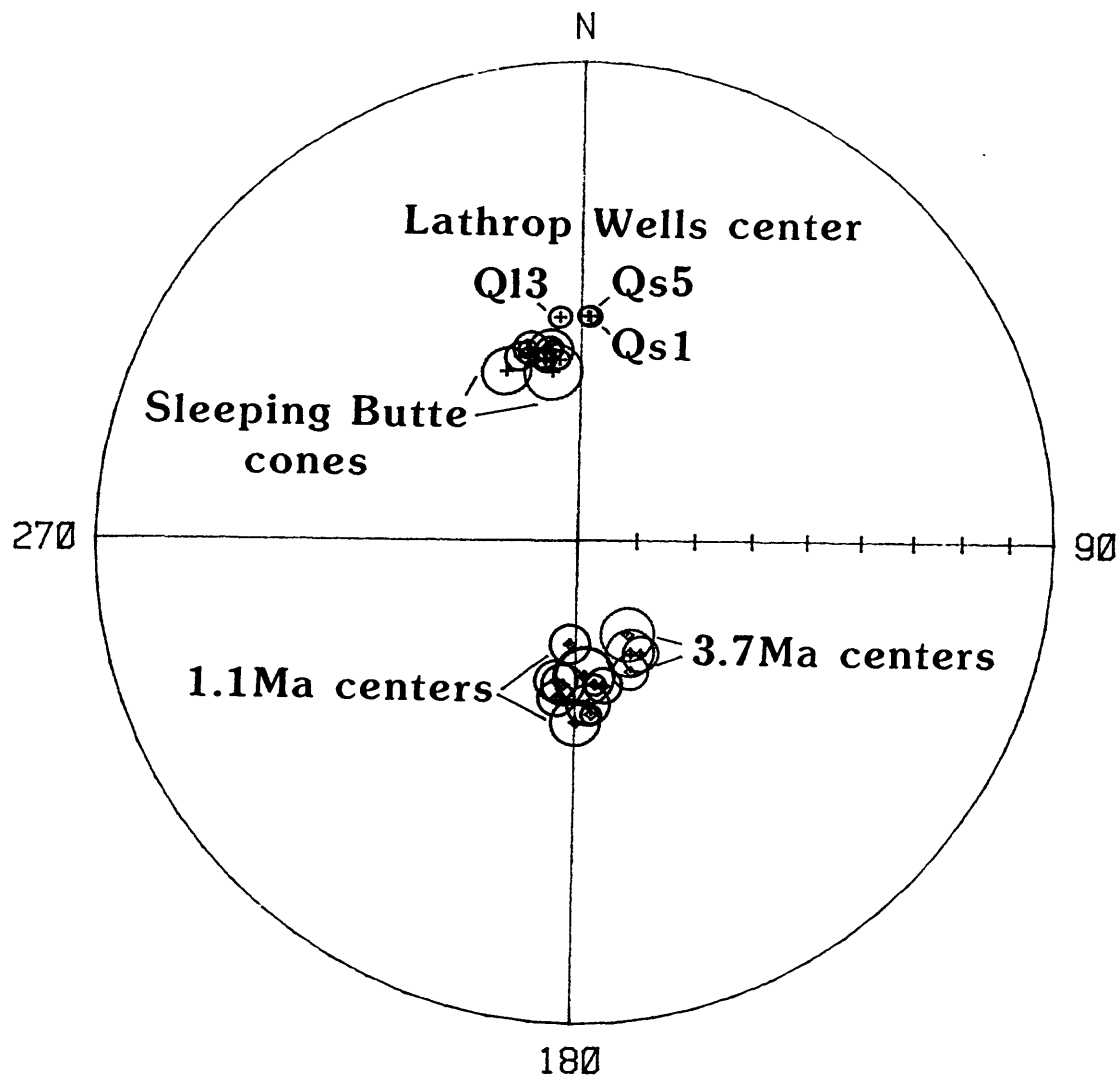 N
Lathrop Wells center
Ql3
Qs5
Qs1
Sleeping Butte
cones
270
90
3.7Ma centers
1.1Ma centers
180